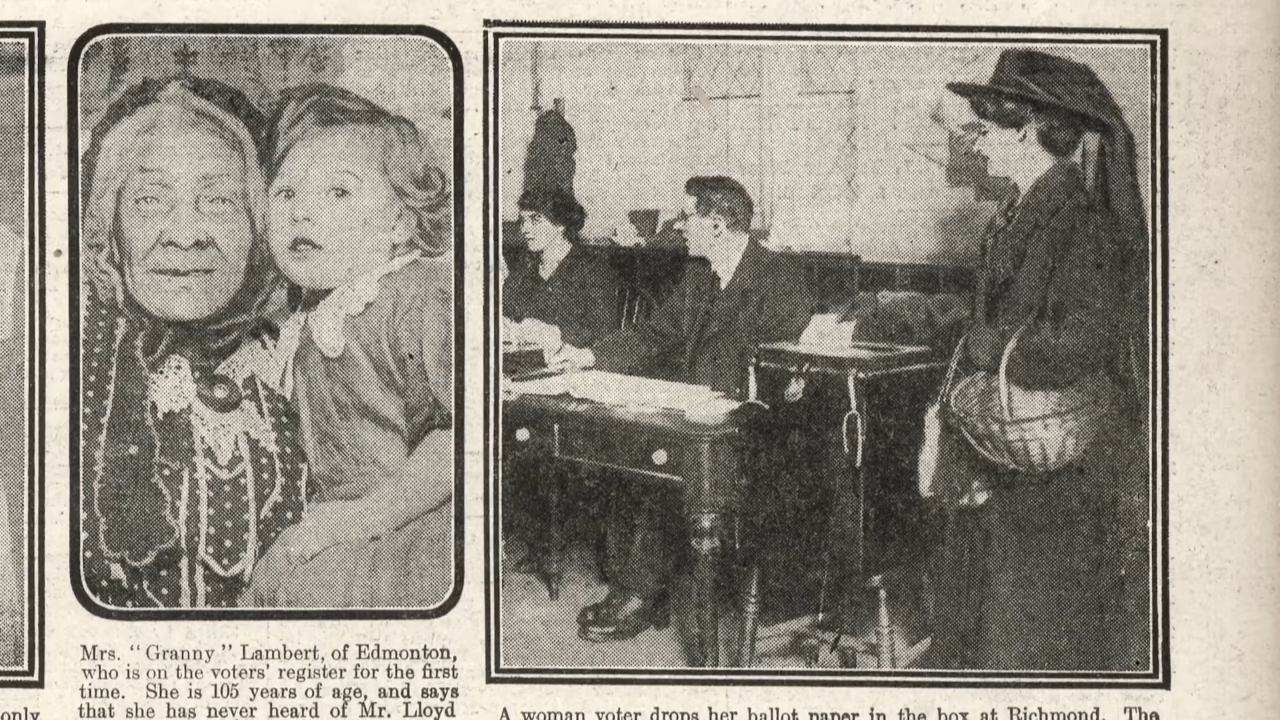 Mrs. "Granny" Lambert, of Edmonton,
who is on the voters' register for the first
time. She is 105 years of age, and says
that she has never heard of Mr. Lloyd
only
A woman voter drops her ballot paper in the box at Richmond. The